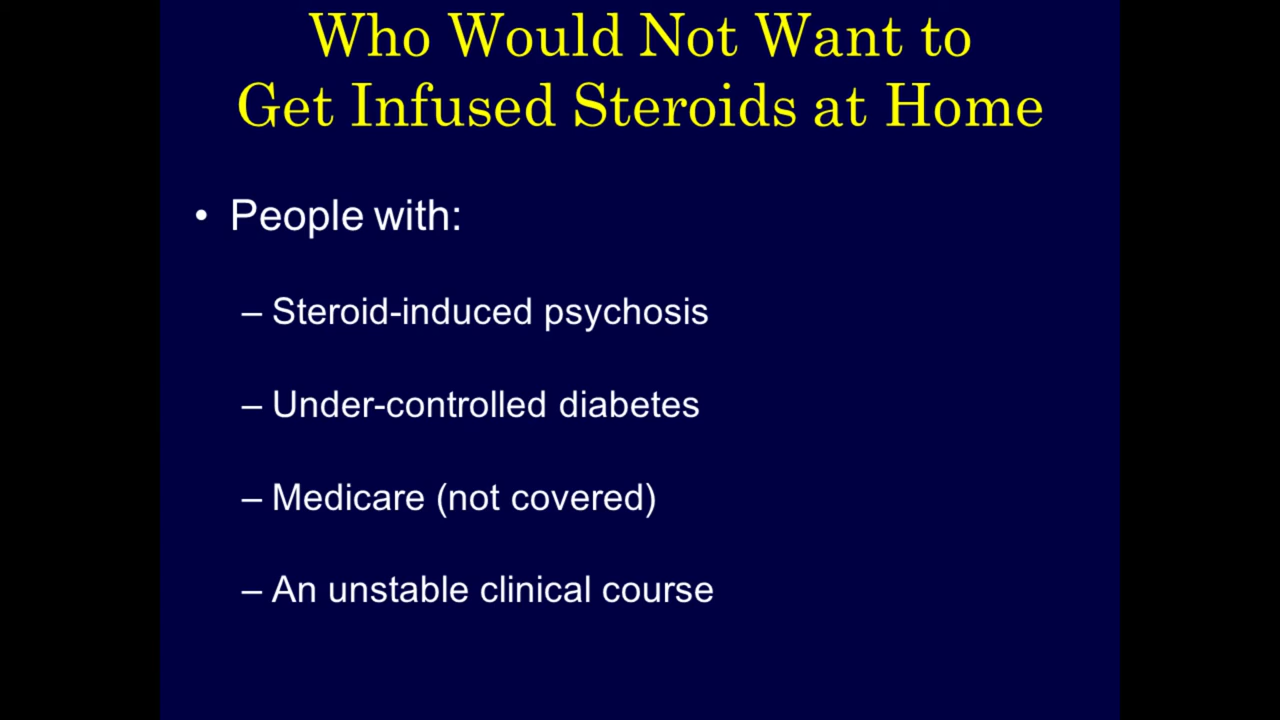 Who Would Not Want to
Get Infused Steroids at Home
• People with:
– Steroid-induced psychosis
– Under-controlled diabetes
– Medicare (not covered)
– An unstable clinical course